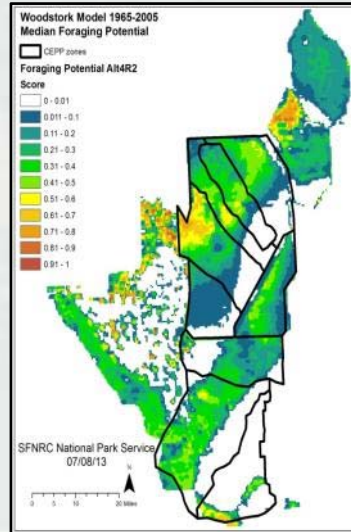 Woodstork Model 1965-2005
Median Foraging Potential
CEPP zones
Foraging Potential Alt4R2
Score
0 - 0.01
0.011 - 0.1
0.11 - 0.2
0.21 - 0.3
0.31 - 0.4
0.41 - 0.5
0.51 - 0.6
0.61 - 0.7
0.71 - 0.8
0.81 - 0.9
0.91 - 1
SFNRC National Park Service
07/08/13
N
0 5 10 20 Miles